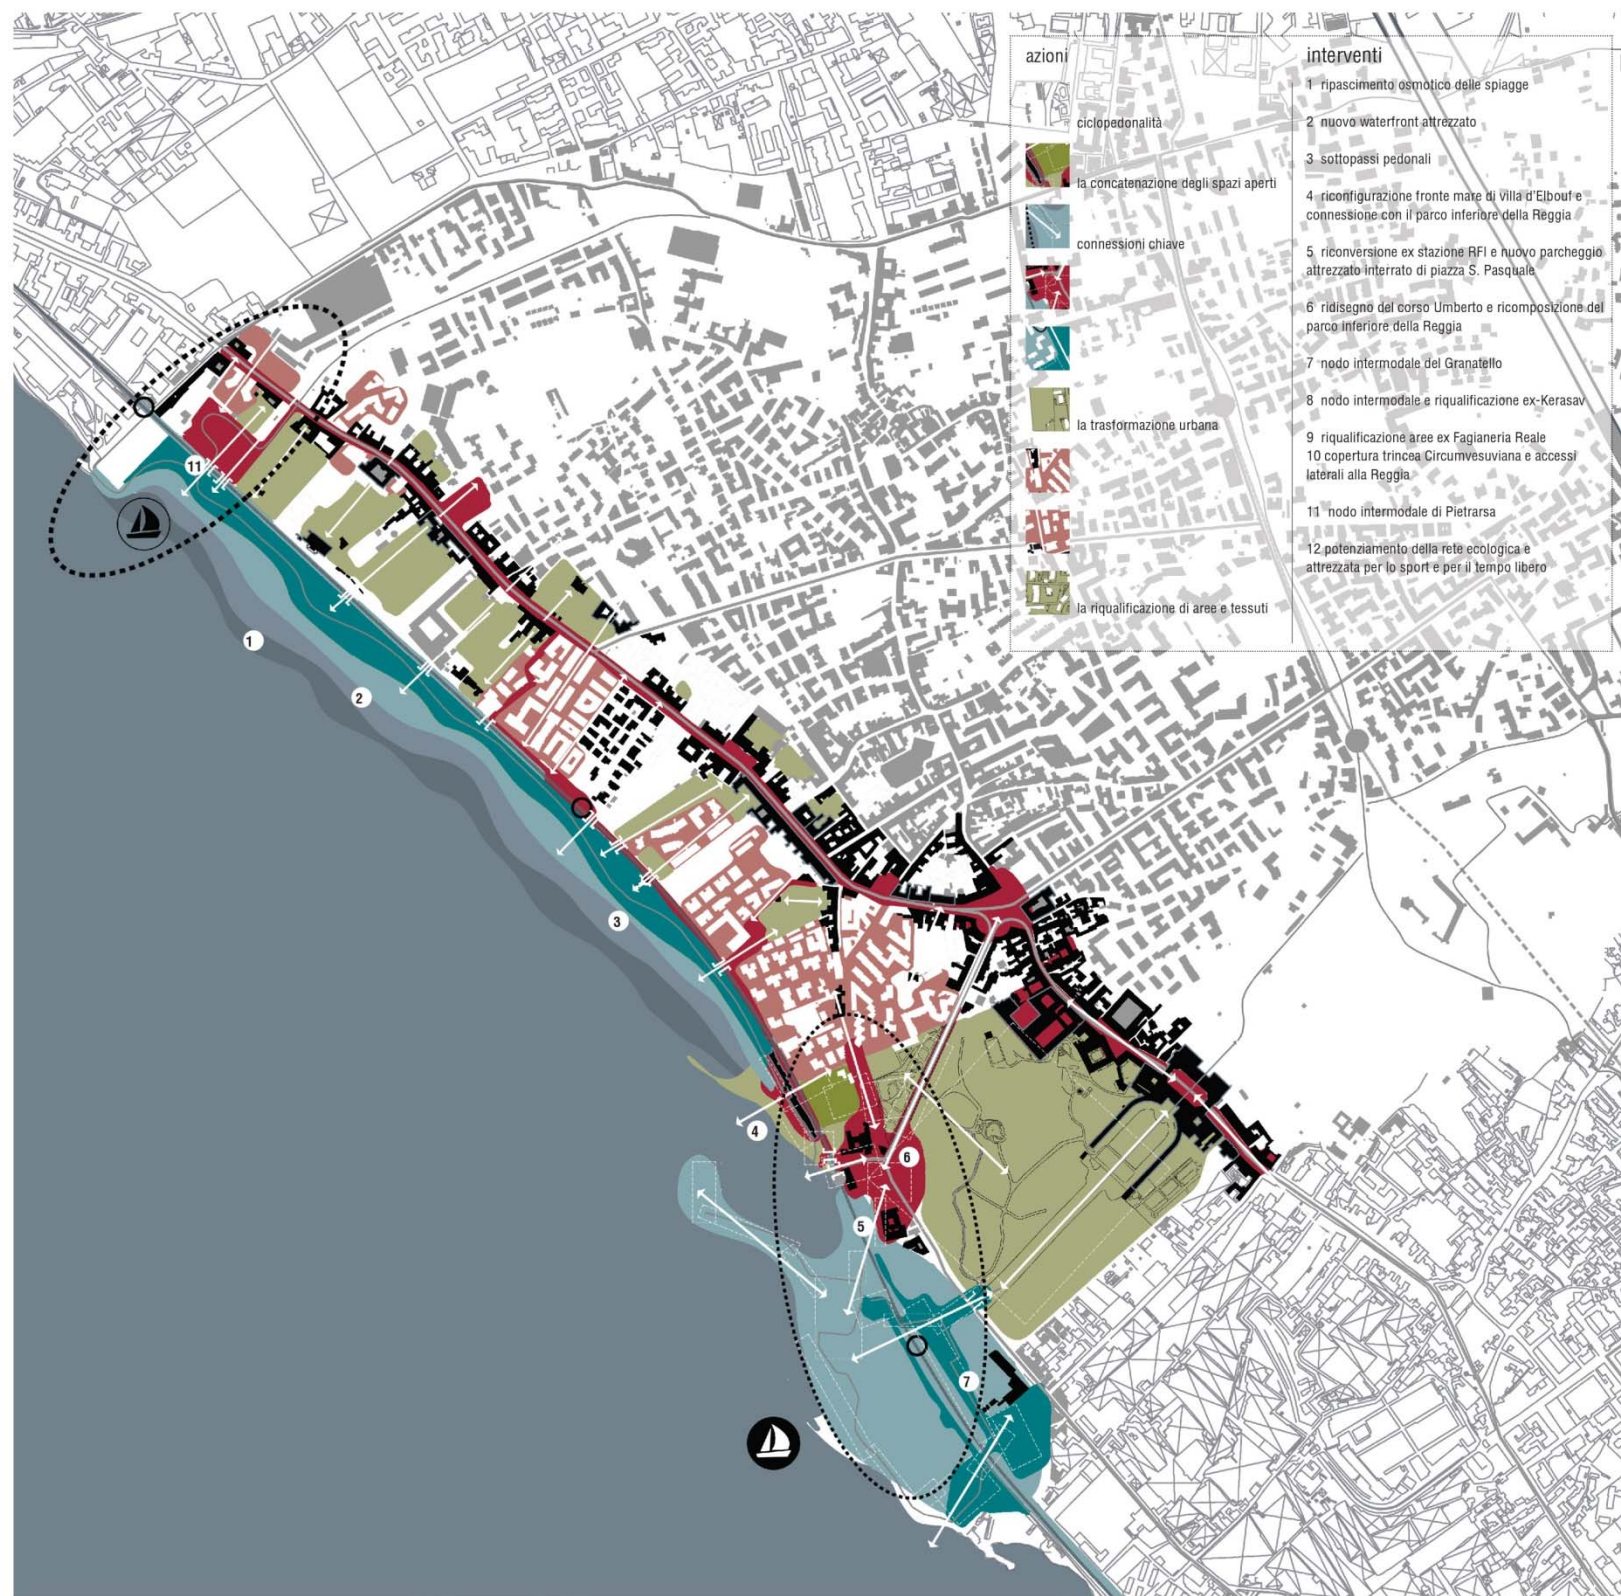 azioni
ciclopedonalità
la concatenazione degli spazi aperti
connessioni chiave
la trasformazione urbana
la riqualificazione di aree e tessuti
interventi
1 ripascimento osmotico delle spiagge
2 nuovo waterfront attrezzato
3 sottopassi pedonali
4 riconfigurazione fronte mare di villa d'Elbouf e
connessione con il parco inferiore della Reggia
5 riconversione ex stazione RFI e nuovo parcheggio
attrezzato interrato di piazza S. Pasquale
6 ridisegno del corso Umberto e ricomposizione del
parco inferiore della Reggia
7 nodo intermodale del Granatello
8 nodo intermodale e riqualificazione ex-Kerasav
9 riqualificazione aree ex Fagianeria Reale
10 copertura trincea Circumvesuviana e accessi
laterali alla Reggia
11 nodo intermodale di Pietrarsa
12 potenziamento della rete ecologica e
attrezzata per lo sport e per il tempo libero
11
1
2
3
4
6
5
7